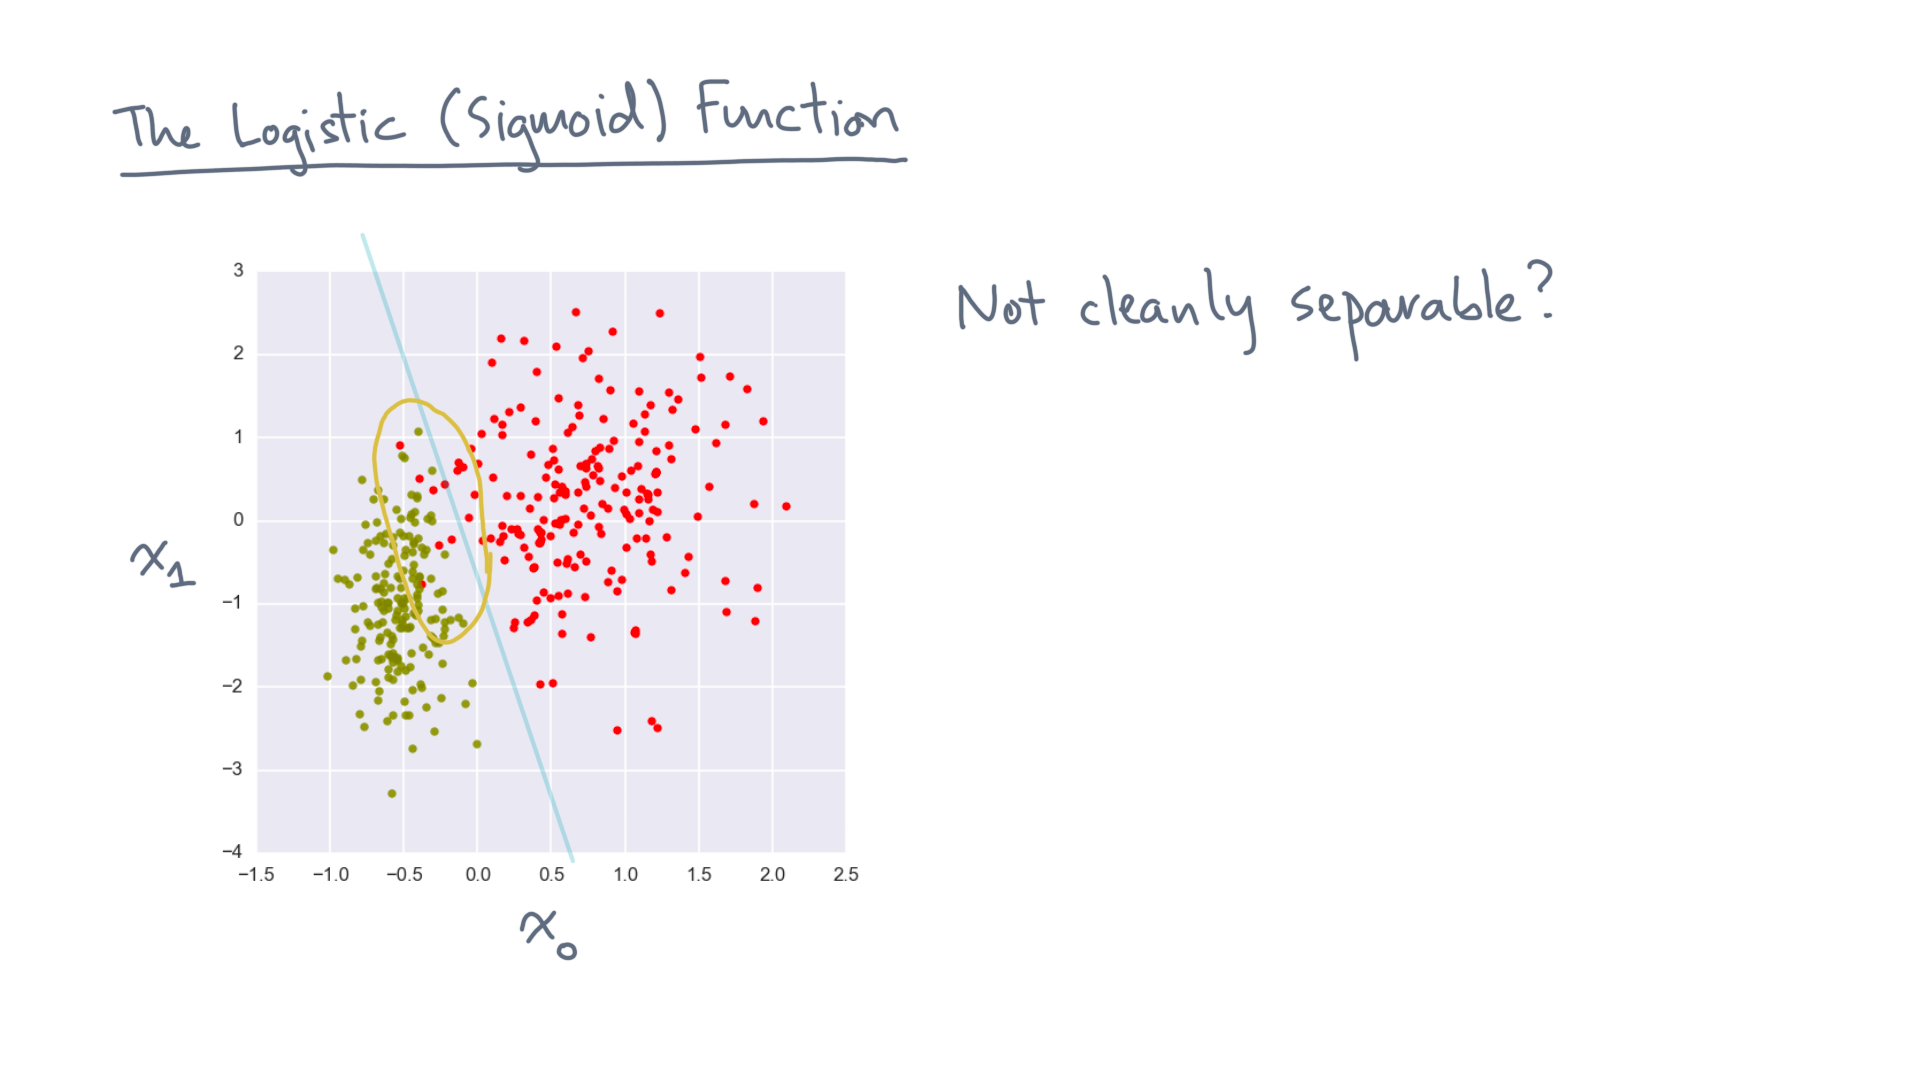 The Logistic (Sigmoid) Function
Not cleanly separable?
3
2
1
0
−1
−2
−3
−4
x₁
−1.5 −1.0 −0.5 0.0 0.5 1.0 1.5 2.0 2.5
x₀